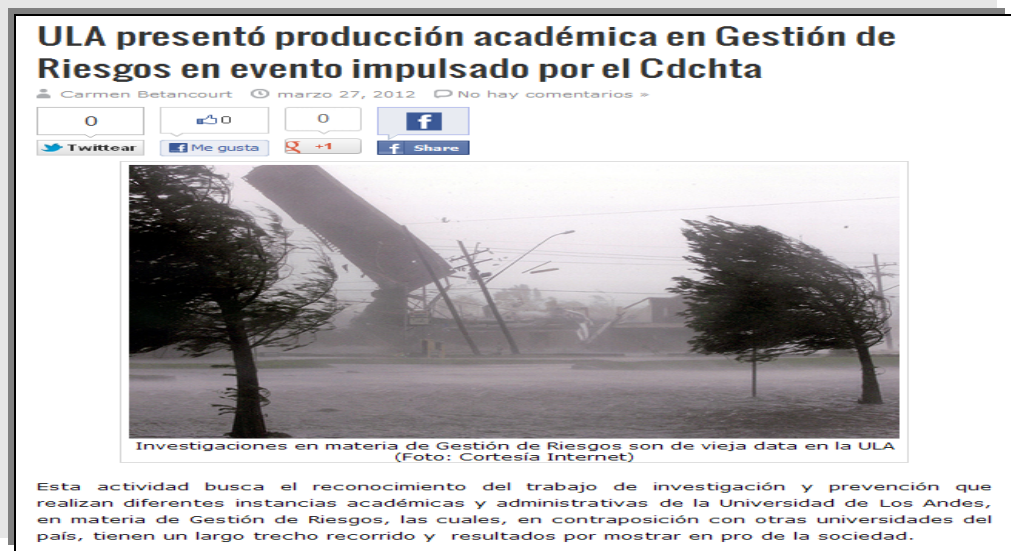 ULA presentó producción académica en Gestión de
Riesgos en evento impulsado por el Cdchta
Carmen Betancourt marzo 27, 2012 No hay comentarios »
0 0 0 f
Twittear f Me gusta g +1 f Share
Investigaciones en materia de Gestión de Riesgos son de vieja data en la ULA
(Foto: Cortesía Internet)
Esta actividad busca el reconocimiento del trabajo de investigación y prevención que
realizan diferentes instancias académicas y administrativas de la Universidad de Los Andes,
en materia de Gestión de Riesgos, las cuales, en contraposición con otras universidades del
país, tienen un largo trecho recorrido y resultados por mostrar en pro de la sociedad.